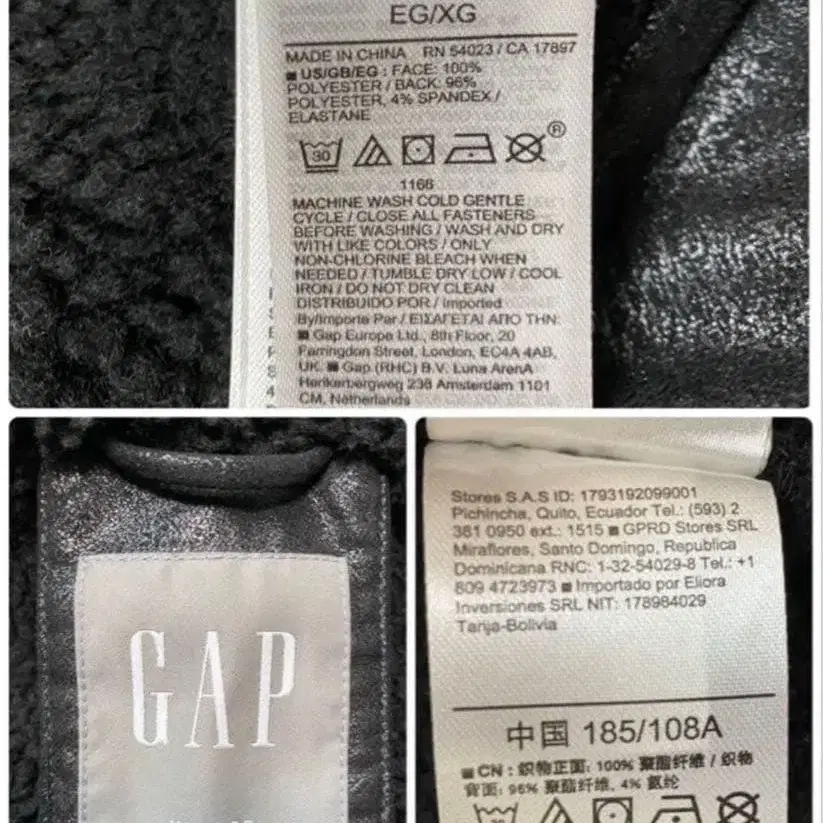 EG/XG
MADE IN CHINA RN 54023 / CA 17897
■ US/GB/EG : FACE: 100%
POLYESTER / BACK: 96%
POLYESTER, 4% SPANDEX /
ELASTANE
30
®
1166
MACHINE WASH COLD GENTLE
CYCLE / CLOSE ALL FASTENERS
BEFORE WASHING / WASH AND DRY
WITH LIKE COLORS / ONLY
NON-CHLORINE BLEACH WHEN
NEEDED / TUMBLE DRY LOW / COOL
IRON / DO NOT DRY CLEAN
DISTRIBUIDO POR / Imported
By/Importe Par / ΕΙΣΑΓΕΤΑΙ ΑΠΟ ΤΗΝ:
■ Gap Europe Ltd., 8th Floor, 20
Farringdon Street, London, EC4A 4AB,
UK. ■ Gap (RHC) B.V. Luna ArenA
Herikerbergweg 238 Amsterdam 1101
CM, Netherlands
GAP
Stores S.A.S ID: 1793192099001
Pichincha, Quito, Ecuador Tel.: (593) 2
381 0950 ext.: 1515 ■ GPRD Stores SRL
Miraflores, Santo Domingo, Republica
Dominicana RNC: 1-32-54029-8 Tel.: +1
809 4723973 ■ Importado por Eliora
Inversiones SRL NIT: 178984029
Tarija-Bolivia
中国 185/108A
■ CN : 织物正面: 100% 聚酯纤维 / 织物
背面: 96% 聚酯纤维, 4% 氨纶
30